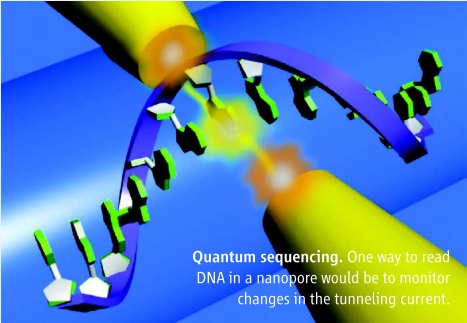 Quantum sequencing. One way to read
DNA in a nanopore would be to monitor
changes in the tunneling current.